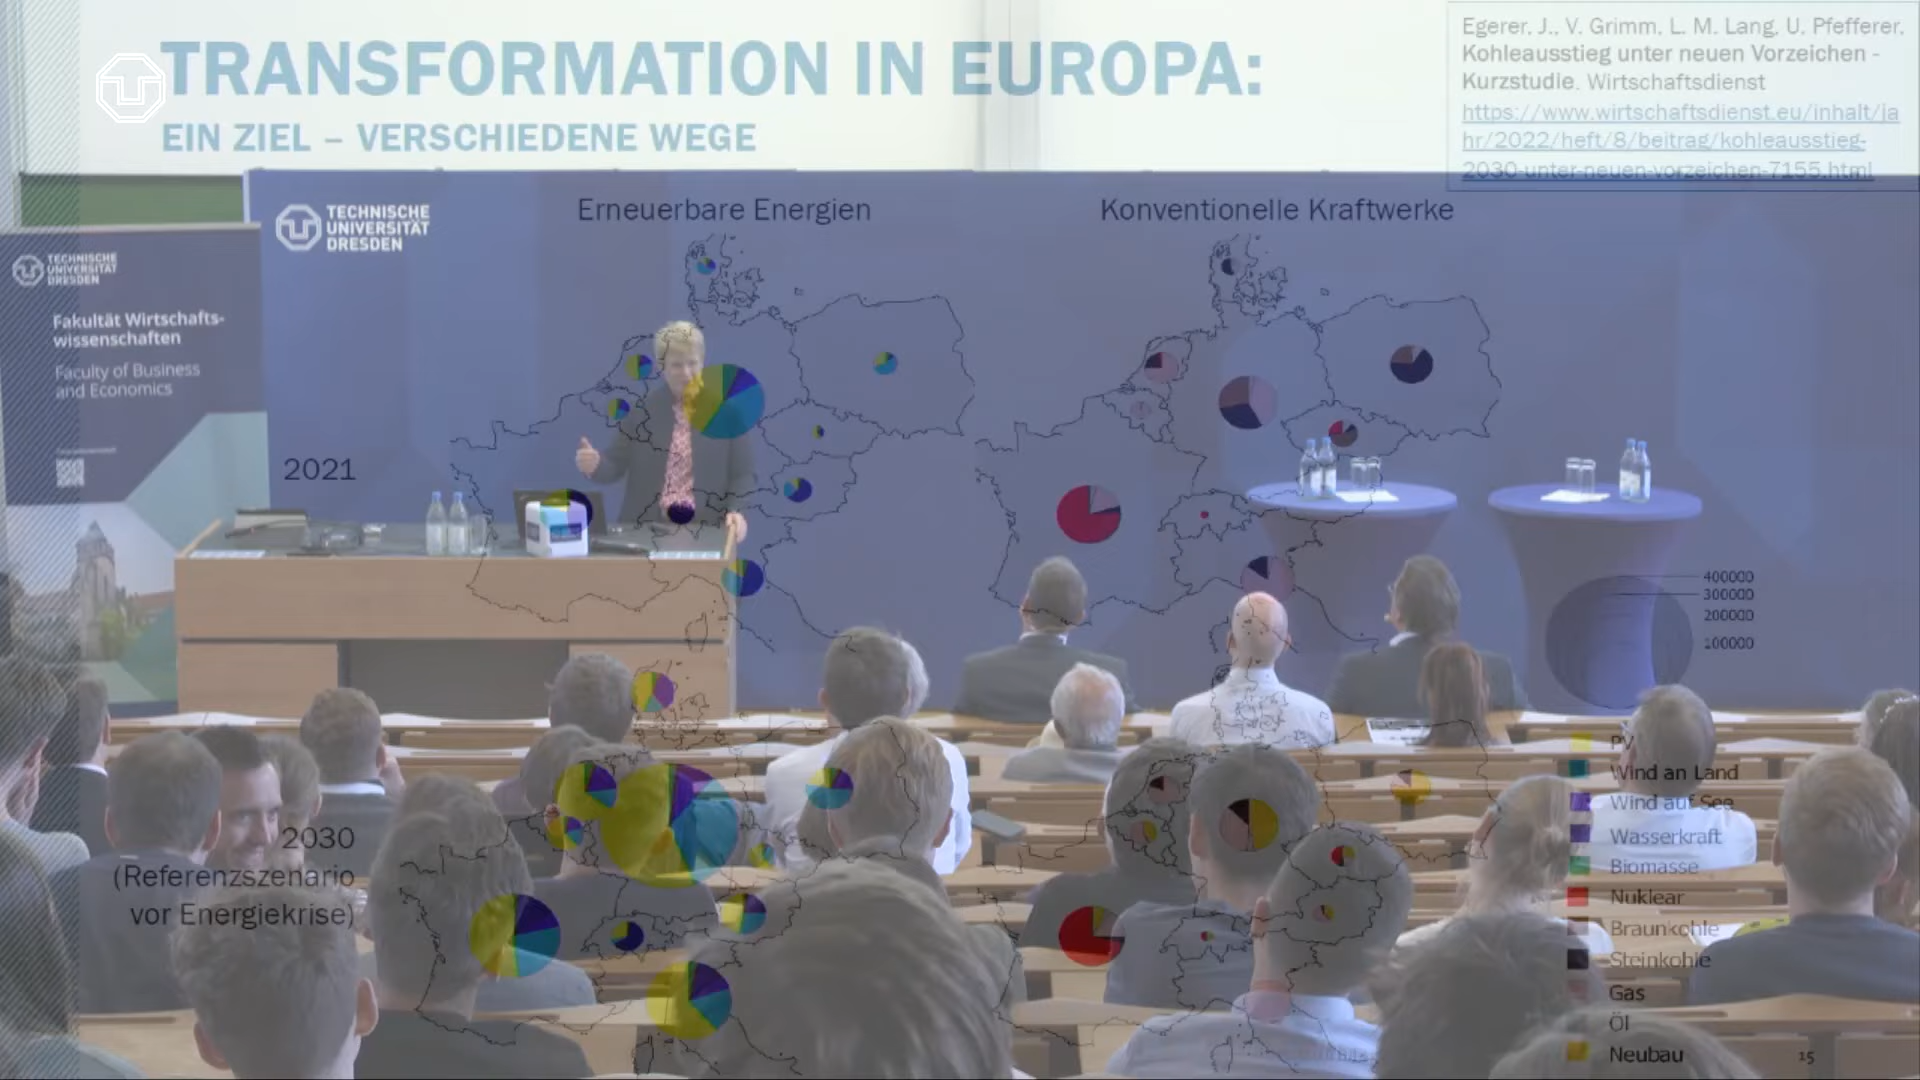 TRANSFORMATION IN EUROPA:
EIN ZIEL – VERSCHIEDENE WEGE
Egerer, J., V. Grimm, L. M. Lang, U. Pfefferer,
Kohleausstieg unter neuen Vorzeichen -
Kurzstudie. Wirtschaftsdienst
https://www.wirtschaftsdienst.eu/inhalt/ja
hr/2022/heft/8/beitrag/kohleausstieg-
2030-unter-neuen-vorzeichen-7155.html
TECHNISCHE
UNIVERSITÄT
DRESDEN
Erneuerbare Energien
Konventionelle Kraftwerke
TECHNISCHE
UNIVERSITÄT
DRESDEN
Fakultät Wirtschafts-
wissenschaften
Faculty of Business
and Economics
2021
400000
300000
200000
100000
2030
(Referenzszenario
vor Energiekrise)
PV
Wind an Land
Wind auf See
Wasserkraft
Biomasse
Nuklear
Braunkohle
Steinkohle
Gas
Öl
Neubau
15